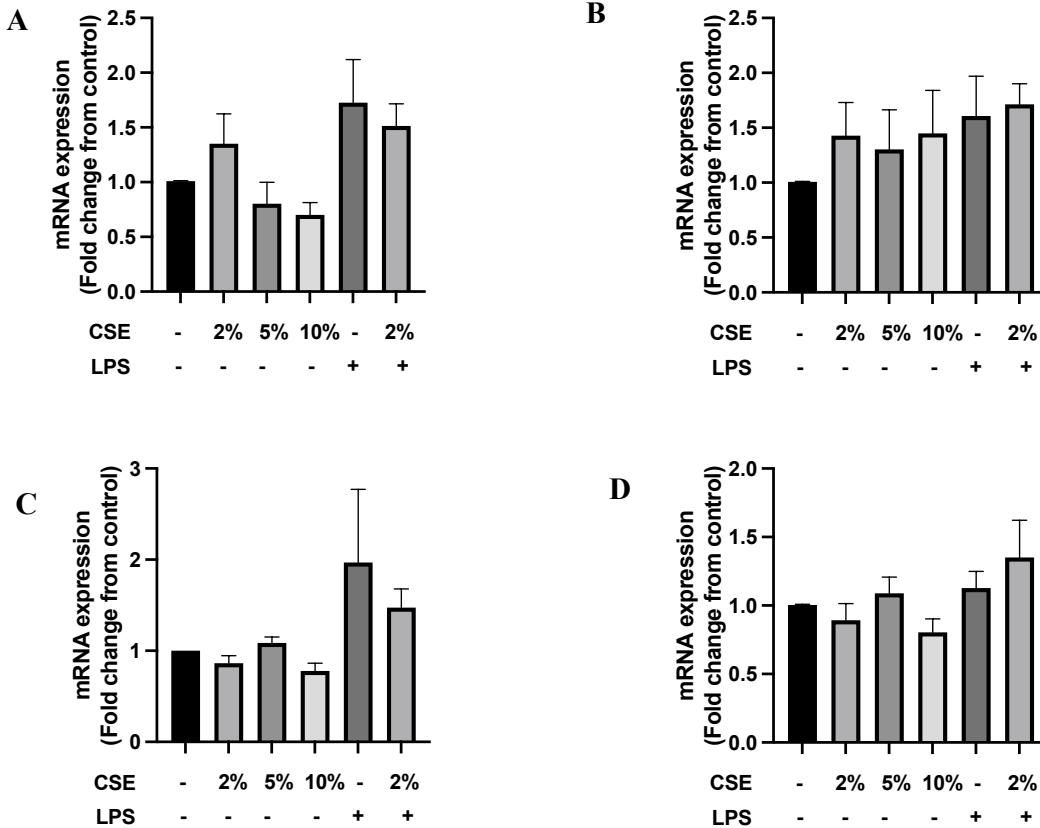 A
mRNA expression
(Fold change from control)
2.5
2.0
1.5
1.0
0.5
0.0
CSE - 2% 5% 10% - 2%
LPS - - - - + +
B
mRNA expression
(Fold change from control)
2.5
2.0
1.5
1.0
0.5
0.0
CSE - 2% 5% 10% - 2%
LPS - - - - + +
C
mRNA expression
(Fold change from control)
3
2
1
0
CSE - 2% 5% 10% - 2%
LPS - - - - + +
D
mRNA expression
(Fold change from control)
2.0
1.5
1.0
0.5
0.0
CSE - 2% 5% 10% - 2%
LPS - - - - + +